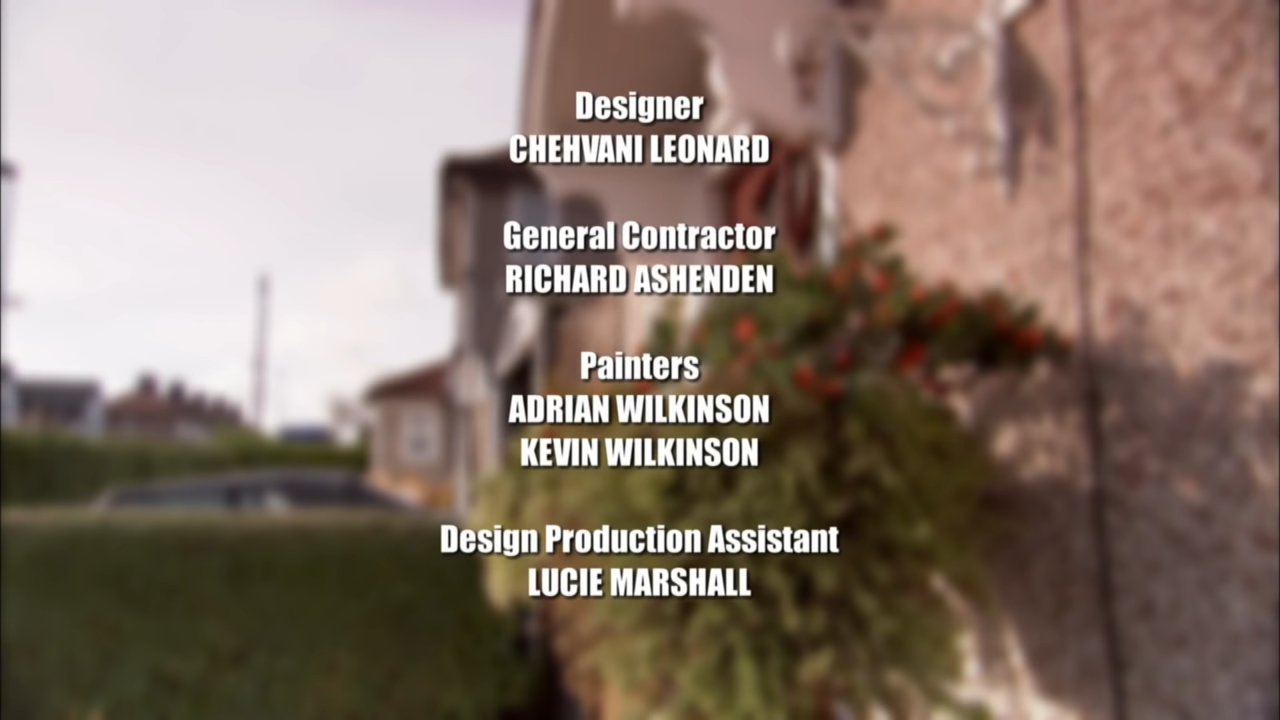 Designer
CHEHVANI LEONARD
General Contractor
RICHARD ASHENDEN
Painters
ADRIAN WILKINSON
KEVIN WILKINSON
Design Production Assistant
LUCIE MARSHALL